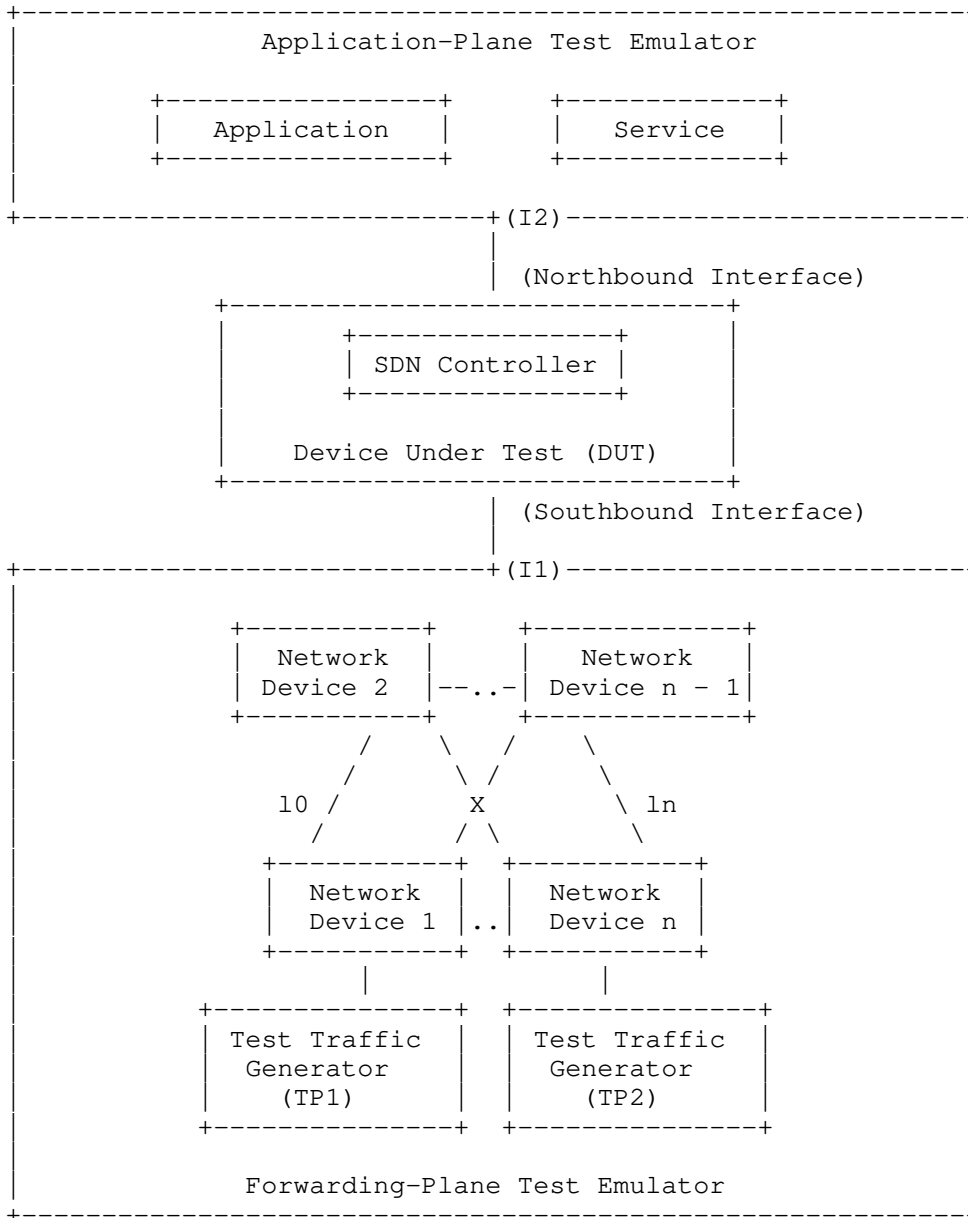 Application-Plane Test Emulator
Application Service
(I2)
(Northbound Interface)
SDN Controller
Device Under Test (DUT)
(Southbound Interface)
(I1)
Network Network
Device 2 --..- Device n - 1
l0 X ln
Network Network
Device 1 .. Device n
Test Traffic Test Traffic
Generator Generator
(TP1) (TP2)
Forwarding-Plane Test Emulator